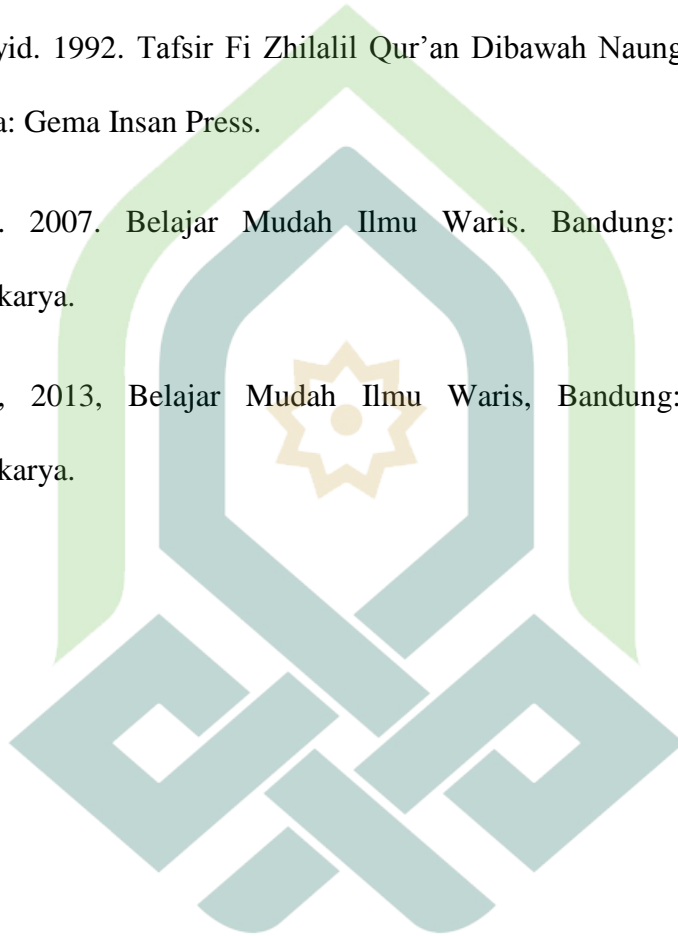 yid. 1992. Tafsir Fi Zhilalil Qur’an Dibawah Naung
a: Gema Insan Press.
. 2007. Belajar Mudah Ilmu Waris. Bandung:
karya.
, 2013, Belajar Mudah Ilmu Waris, Bandung:
karya.